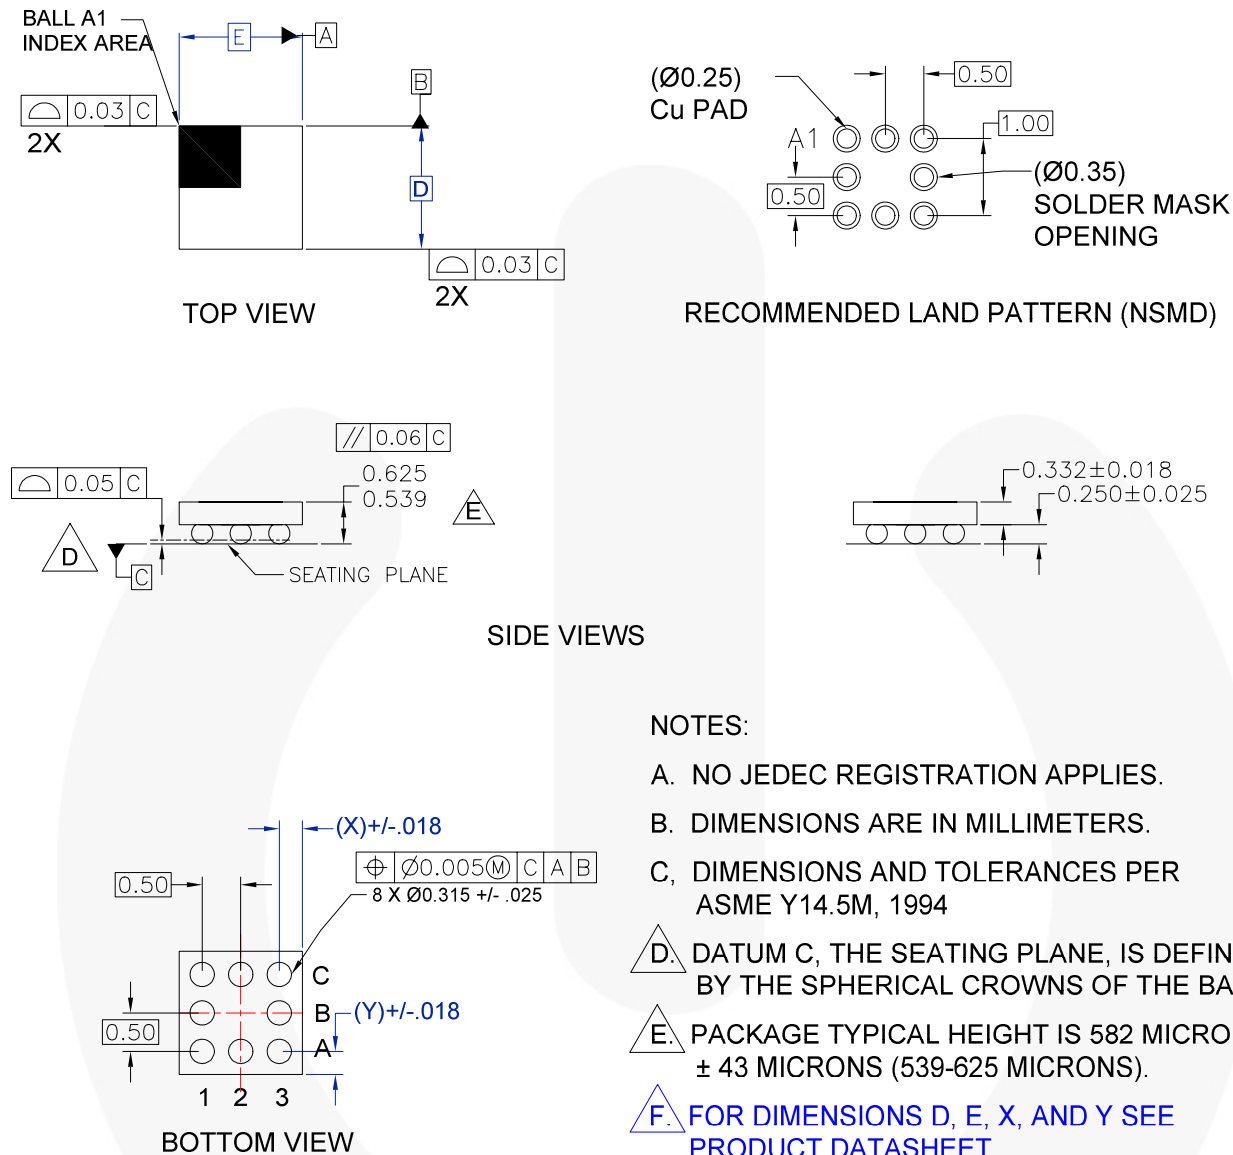 BALL A1
INDEX AREA
E
A
B
0.03 C
2X
D
0.03 C
2X
TOP VIEW
(Ø0.25)
Cu PAD
0.50
1.00
A1
0.50
(Ø0.35)
SOLDER MASK
OPENING
RECOMMENDED LAND PATTERN (NSMD)
// 0.06 C
0.05 C
0.625
0.539
E
D
C
SEATING PLANE
0.332±0.018
0.250±0.025
SIDE VIEWS
(X)+/-.018
Ø0.005Ⓜ C A B
8 X Ø0.315 +/- .025
0.50
C
B
A
(Y)+/-.018
0.50
1 2 3
BOTTOM VIEW
NOTES:
A. NO JEDEC REGISTRATION APPLIES.
B. DIMENSIONS ARE IN MILLIMETERS.
C, DIMENSIONS AND TOLERANCES PER
ASME Y14.5M, 1994
D. DATUM C, THE SEATING PLANE, IS DEFIN
BY THE SPHERICAL CROWNS OF THE BA
E. PACKAGE TYPICAL HEIGHT IS 582 MICRO
± 43 MICRONS (539-625 MICRONS).
F. FOR DIMENSIONS D, E, X, AND Y SEE
PRODUCT DATASHEET